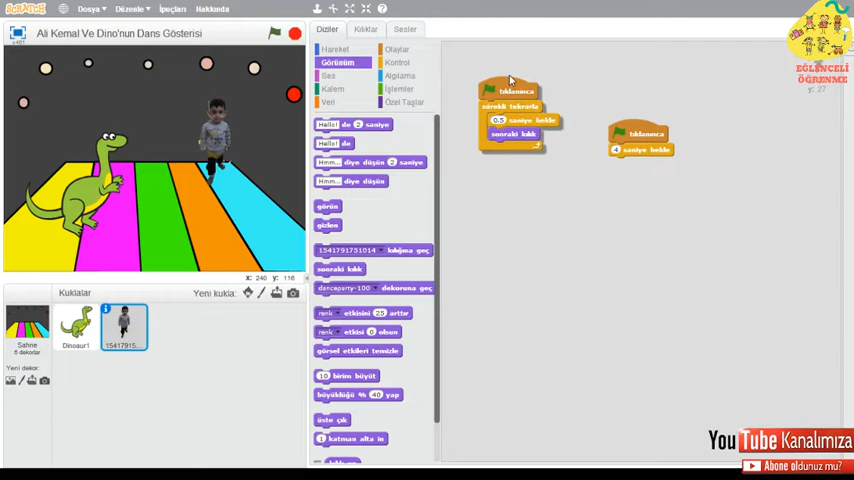 SCRATCH
Dosya Düzenle İpuçları Hakkında
v461
Ali Kemal Ve Dino'nun Dans Gösterisi
x: 240 y: 116
Kuklalar Yeni kukla:
Sahne
6 dekorlar
Yeni dekor:
Dinosaur1
15417915...
Diziler Kılıklar Sesler
Hareket Olaylar
Görünüm Kontrol
Ses Algılama
Kalem İşlemler
Veri Özel Taşlar
Hello! de 2 saniye
Hello! de
Hmm... diye düşün 2 saniye
Hmm... diye düşün
görün
gizlen
1541791751014 kılığına geç
sonraki kılık
danceparty-100 dekoruna geç
renk etkisini 25 arttır
renk etkisi 0 olsun
görsel etkileri temizle
10 birim büyüt
büyüklüğü % 40 yap
üste çık
1 katman alta in
tıklanınca
sürekli tekrarla
0.5 saniye bekle
sonraki kılık
tıklanınca
4 saniye bekle
EĞLENCELİ
ÖĞRENME
y: 27
YouTube Kanalımıza
Abone oldunuz mu?